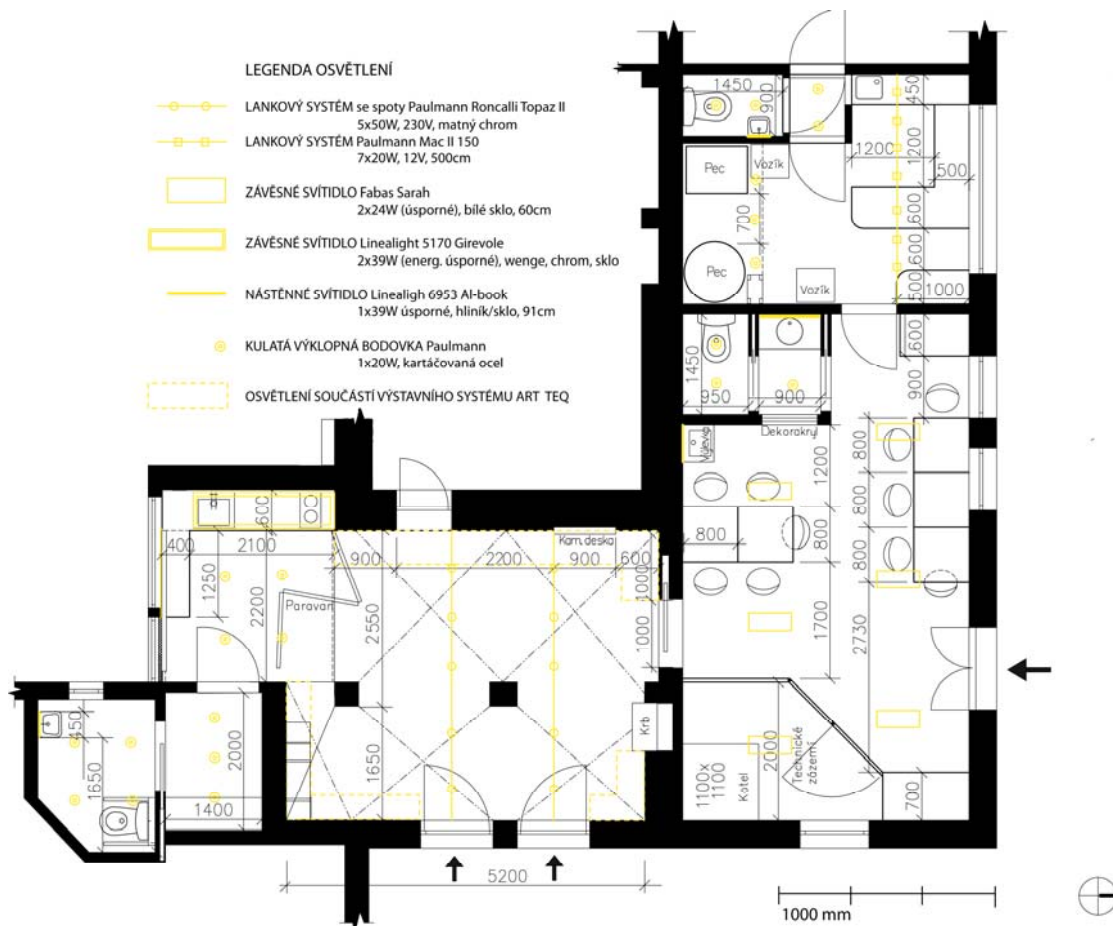 LEGENDA OSVĚTLENÍ
LANKOVÝ SYSTÉM se spoty Paulmann Roncalli Topaz II
5x50W, 230V, matný chrom
LANKOVÝ SYSTÉM Paulmann Mac II 150
7x20W, 12V, 500cm
ZÁVĚSNÉ SVÍTIDLO Fabas Sarah
2x24W (úsporné), bílé sklo, 60cm
ZÁVĚSNÉ SVÍTIDLO Linealight 5170 Girevole
2x39W (energ. úsporné), wenge, chrom, sklo
NÁSTĚNNÉ SVÍTIDLO Linealigh 6953 Al-book
1x39W úsporné, hliník/sklo, 91cm
KULATÁ VÝKLOPNÁ BODOVKA Paulmann
1x20W, kartáčovaná ocel
OSVĚTLENÍ SOUČÁSTÍ VÝSTAVNÍHO SYSTÉMU ART TEQ
1450
900
450
1200
1200
500
Pec
Vozík
700
600
600
Pec
Vozík
500
1000
1450
950
900
600
900
Výlevka
Dekorakryl
1200
800
800
800
800
800
1700
2730
600
400
2100
900
2200
Kam. deska
900
600
1000
1250
2200
Paravan
2550
1000
450
1650
2000
1400
1650
Krb
2000
1100x
1100
Kotel
Technické
zázemí
700
5200
1000 mm